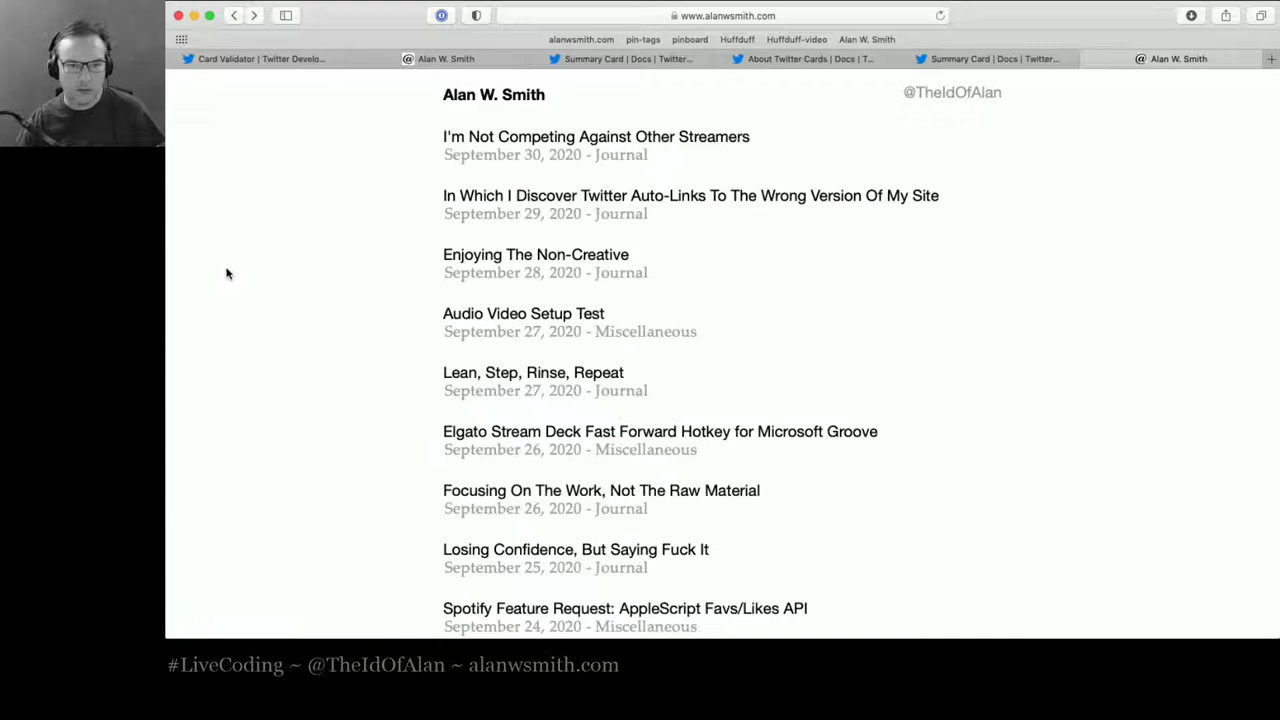 www.alanwsmith.com
alanwsmith.com pin-tags pinboard Huffduff Huffduff-video Alan W. Smith
Card Validator | Twitter Develo... Alan W. Smith Summary Card | Docs | Twitter... About Twitter Cards | Docs | T... Summary Card | Docs | Twitter... Alan W. Smith
Alan W. Smith
@TheIdOfAlan
I'm Not Competing Against Other Streamers
September 30, 2020 - Journal
In Which I Discover Twitter Auto-Links To The Wrong Version Of My Site
September 29, 2020 - Journal
Enjoying The Non-Creative
September 28, 2020 - Journal
Audio Video Setup Test
September 27, 2020 - Miscellaneous
Lean, Step, Rinse, Repeat
September 27, 2020 - Journal
Elgato Stream Deck Fast Forward Hotkey for Microsoft Groove
September 26, 2020 - Miscellaneous
Focusing On The Work, Not The Raw Material
September 26, 2020 - Journal
Losing Confidence, But Saying Fuck It
September 25, 2020 - Journal
Spotify Feature Request: AppleScript Favs/Likes API
September 24, 2020 - Miscellaneous
#LiveCoding ~ @TheIdOfAlan ~ alanwsmith.com